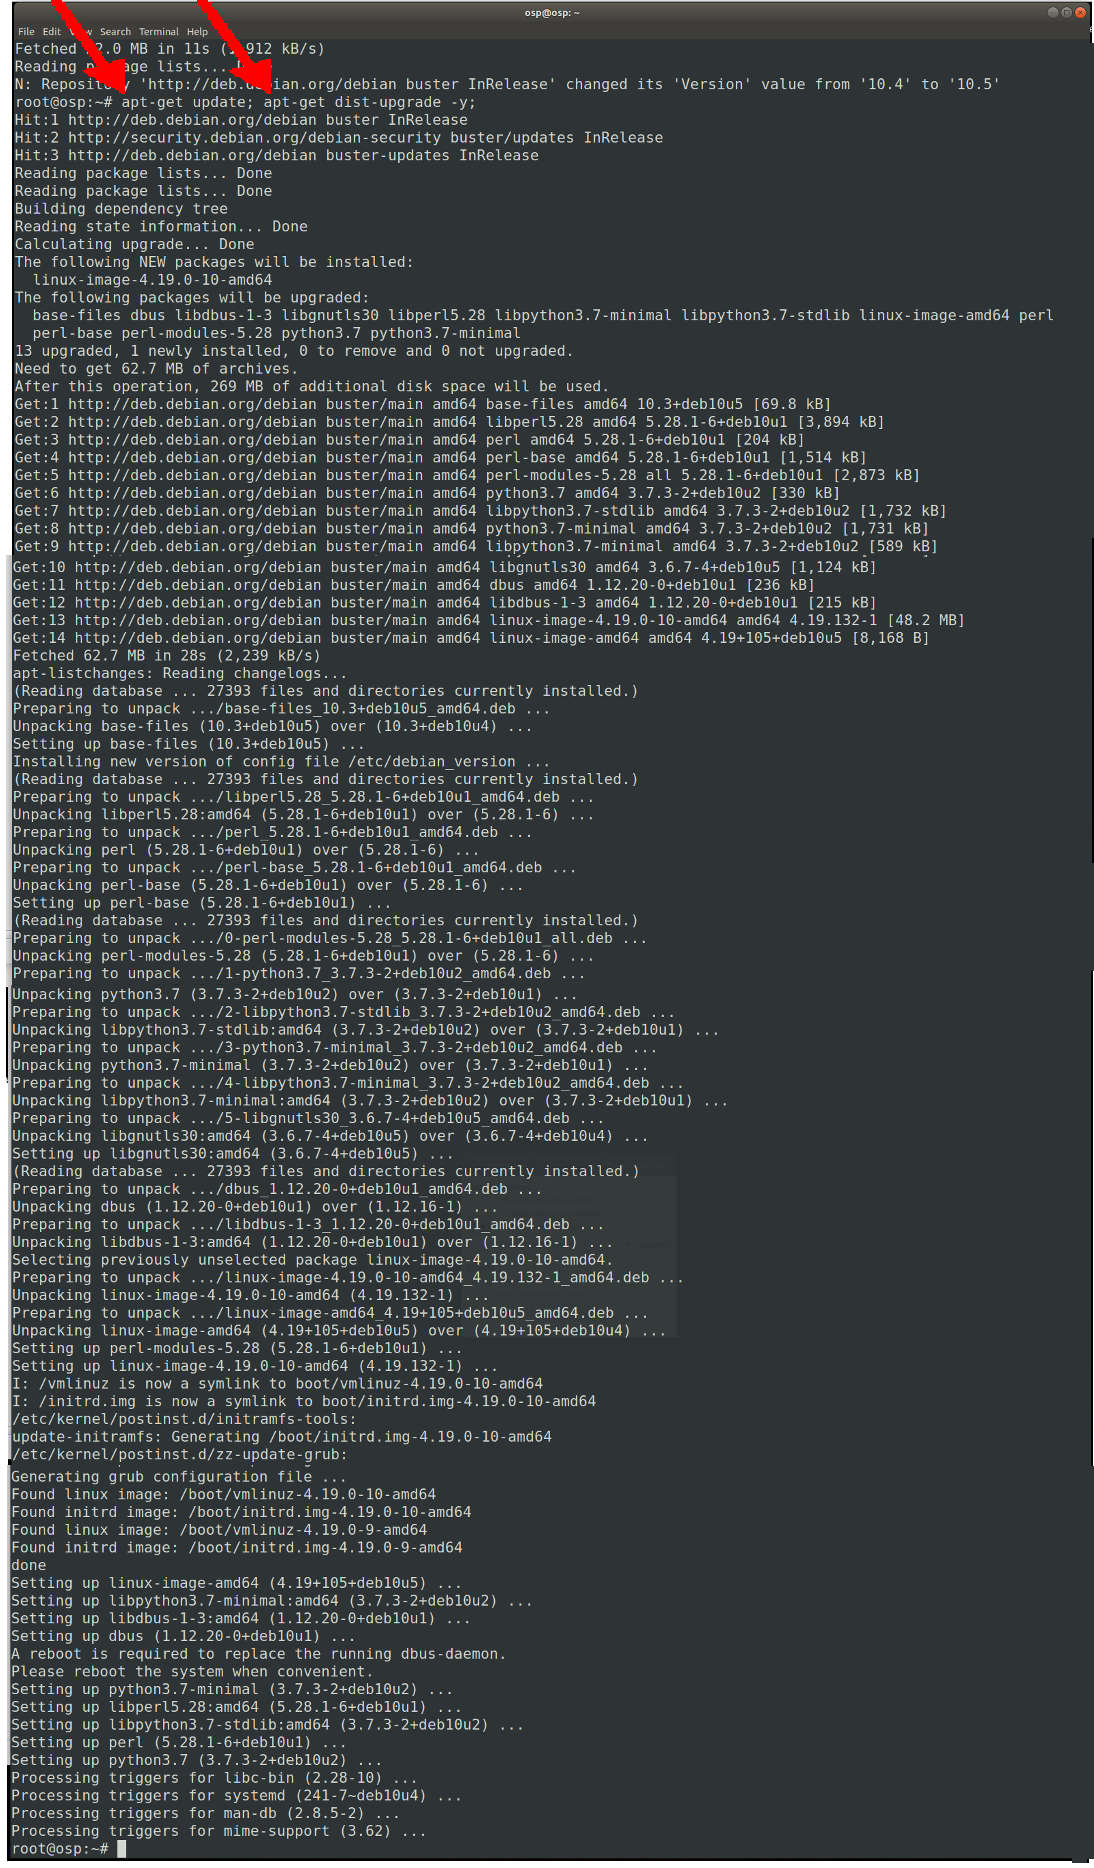 osp@osp: ~
File Edit View Search Terminal Help
Fetched 2.0 MB in 11s ( 912 kB/s)
Reading package lists...
N: Repository 'http://deb.debian.org/debian buster InRelease' changed its 'Version' value from '10.4' to '10.5'
root@osp:~# apt-get update; apt-get dist-upgrade -y;
Hit:1 http://deb.debian.org/debian buster InRelease
Hit:2 http://security.debian.org/debian-security buster/updates InRelease
Hit:3 http://deb.debian.org/debian buster-updates InRelease
Reading package lists... Done
Reading package lists... Done
Building dependency tree
Reading state information... Done
Calculating upgrade... Done
The following NEW packages will be installed:
  linux-image-4.19.0-10-amd64
The following packages will be upgraded:
  base-files dbus libdbus-1-3 libgnutls30 libperl5.28 libpython3.7-minimal libpython3.7-stdlib linux-image-amd64 perl
  perl-base perl-modules-5.28 python3.7 python3.7-minimal
13 upgraded, 1 newly installed, 0 to remove and 0 not upgraded.
Need to get 62.7 MB of archives.
After this operation, 269 MB of additional disk space will be used.
Get:1 http://deb.debian.org/debian buster/main amd64 base-files amd64 10.3+deb10u5 [69.8 kB]
Get:2 http://deb.debian.org/debian buster/main amd64 libperl5.28 amd64 5.28.1-6+deb10u1 [3,894 kB]
Get:3 http://deb.debian.org/debian buster/main amd64 perl amd64 5.28.1-6+deb10u1 [204 kB]
Get:4 http://deb.debian.org/debian buster/main amd64 perl-base amd64 5.28.1-6+deb10u1 [1,514 kB]
Get:5 http://deb.debian.org/debian buster/main amd64 perl-modules-5.28 all 5.28.1-6+deb10u1 [2,873 kB]
Get:6 http://deb.debian.org/debian buster/main amd64 python3.7 amd64 3.7.3-2+deb10u2 [330 kB]
Get:7 http://deb.debian.org/debian buster/main amd64 libpython3.7-stdlib amd64 3.7.3-2+deb10u2 [1,732 kB]
Get:8 http://deb.debian.org/debian buster/main amd64 python3.7-minimal amd64 3.7.3-2+deb10u2 [1,731 kB]
Get:9 http://deb.debian.org/debian buster/main amd64 libpython3.7-minimal amd64 3.7.3-2+deb10u2 [589 kB]
Get:10 http://deb.debian.org/debian buster/main amd64 libgnutls30 amd64 3.6.7-4+deb10u5 [1,124 kB]
Get:11 http://deb.debian.org/debian buster/main amd64 dbus amd64 1.12.20-0+deb10u1 [236 kB]
Get:12 http://deb.debian.org/debian buster/main amd64 libdbus-1-3 amd64 1.12.20-0+deb10u1 [215 kB]
Get:13 http://deb.debian.org/debian buster/main amd64 linux-image-4.19.0-10-amd64 amd64 4.19.132-1 [48.2 MB]
Get:14 http://deb.debian.org/debian buster/main amd64 linux-image-amd64 amd64 4.19+105+deb10u5 [8,168 B]
Fetched 62.7 MB in 28s (2,239 kB/s)
apt-listchanges: Reading changelogs...
(Reading database ... 27393 files and directories currently installed.)
Preparing to unpack .../base-files_10.3+deb10u5_amd64.deb ...
Unpacking base-files (10.3+deb10u5) over (10.3+deb10u4) ...
Setting up base-files (10.3+deb10u5) ...
Installing new version of config file /etc/debian_version ...
(Reading database ... 27393 files and directories currently installed.)
Preparing to unpack .../libperl5.28_5.28.1-6+deb10u1_amd64.deb ...
Unpacking libperl5.28:amd64 (5.28.1-6+deb10u1) over (5.28.1-6) ...
Preparing to unpack .../perl_5.28.1-6+deb10u1_amd64.deb ...
Unpacking perl (5.28.1-6+deb10u1) over (5.28.1-6) ...
Preparing to unpack .../perl-base_5.28.1-6+deb10u1_amd64.deb ...
Unpacking perl-base (5.28.1-6+deb10u1) over (5.28.1-6) ...
Setting up perl-base (5.28.1-6+deb10u1) ...
(Reading database ... 27393 files and directories currently installed.)
Preparing to unpack .../0-perl-modules-5.28_5.28.1-6+deb10u1_all.deb ...
Unpacking perl-modules-5.28 (5.28.1-6+deb10u1) over (5.28.1-6) ...
Preparing to unpack .../1-python3.7_3.7.3-2+deb10u2_amd64.deb ...
Unpacking python3.7 (3.7.3-2+deb10u2) over (3.7.3-2+deb10u1) ...
Preparing to unpack .../2-libpython3.7-stdlib_3.7.3-2+deb10u2_amd64.deb ...
Unpacking libpython3.7-stdlib:amd64 (3.7.3-2+deb10u2) over (3.7.3-2+deb10u1) ...
Preparing to unpack .../3-python3.7-minimal_3.7.3-2+deb10u2_amd64.deb ...
Unpacking python3.7-minimal (3.7.3-2+deb10u2) over (3.7.3-2+deb10u1) ...
Preparing to unpack .../4-libpython3.7-minimal_3.7.3-2+deb10u2_amd64.deb ...
Unpacking libpython3.7-minimal:amd64 (3.7.3-2+deb10u2) over (3.7.3-2+deb10u1) ...
Preparing to unpack .../5-libgnutls30_3.6.7-4+deb10u5_amd64.deb ...
Unpacking libgnutls30:amd64 (3.6.7-4+deb10u5) over (3.6.7-4+deb10u4) ...
Setting up libgnutls30:amd64 (3.6.7-4+deb10u5) ...
(Reading database ... 27393 files and directories currently installed.)
Preparing to unpack .../dbus_1.12.20-0+deb10u1_amd64.deb ...
Unpacking dbus (1.12.20-0+deb10u1) over (1.12.16-1) ...
Preparing to unpack .../libdbus-1-3_1.12.20-0+deb10u1_amd64.deb ...
Unpacking libdbus-1-3:amd64 (1.12.20-0+deb10u1) over (1.12.16-1) ...
Selecting previously unselected package linux-image-4.19.0-10-amd64.
Preparing to unpack .../linux-image-4.19.0-10-amd64_4.19.132-1_amd64.deb ...
Unpacking linux-image-4.19.0-10-amd64 (4.19.132-1) ...
Preparing to unpack .../linux-image-amd64_4.19+105+deb10u5_amd64.deb ...
Unpacking linux-image-amd64 (4.19+105+deb10u5) over (4.19+105+deb10u4) ...
Setting up perl-modules-5.28 (5.28.1-6+deb10u1) ...
Setting up linux-image-4.19.0-10-amd64 (4.19.132-1) ...
I: /vmlinuz is now a symlink to boot/vmlinuz-4.19.0-10-amd64
I: /initrd.img is now a symlink to boot/initrd.img-4.19.0-10-amd64
/etc/kernel/postinst.d/initramfs-tools:
update-initramfs: Generating /boot/initrd.img-4.19.0-10-amd64
/etc/kernel/postinst.d/zz-update-grub:
Generating grub configuration file ...
Found linux image: /boot/vmlinuz-4.19.0-10-amd64
Found initrd image: /boot/initrd.img-4.19.0-10-amd64
Found linux image: /boot/vmlinuz-4.19.0-9-amd64
Found initrd image: /boot/initrd.img-4.19.0-9-amd64
done
Setting up linux-image-amd64 (4.19+105+deb10u5) ...
Setting up libpython3.7-minimal:amd64 (3.7.3-2+deb10u2) ...
Setting up libdbus-1-3:amd64 (1.12.20-0+deb10u1) ...
Setting up dbus (1.12.20-0+deb10u1) ...
A reboot is required to replace the running dbus-daemon.
Please reboot the system when convenient.
Setting up python3.7-minimal (3.7.3-2+deb10u2) ...
Setting up libperl5.28:amd64 (5.28.1-6+deb10u1) ...
Setting up libpython3.7-stdlib:amd64 (3.7.3-2+deb10u2) ...
Setting up perl (5.28.1-6+deb10u1) ...
Setting up python3.7 (3.7.3-2+deb10u2) ...
Processing triggers for libc-bin (2.28-10) ...
Processing triggers for systemd (241-7~deb10u4) ...
Processing triggers for man-db (2.8.5-2) ...
Processing triggers for mime-support (3.62) ...
root@osp:~#